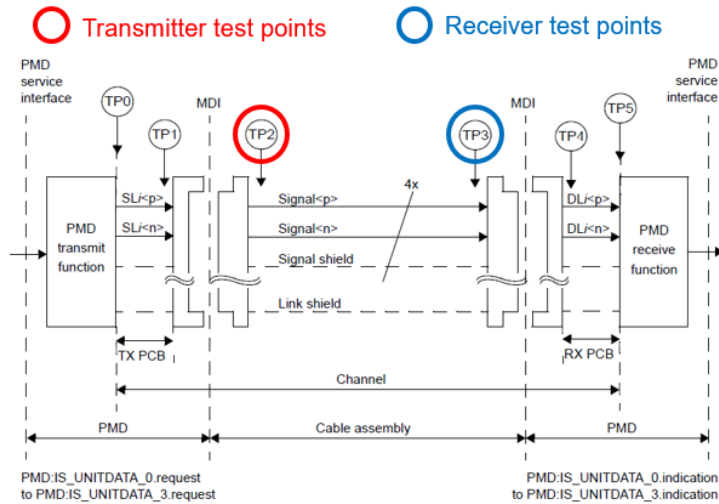 Transmitter test points
Receiver test points
PMD
service
interface
PMD
service
interface
TP0
TP1
MDI
TP2
TP3
MDI
TP4
TP5
PMD
transmit
function
SLi<p>
SLi<n>
Signal<p>
Signal<n>
Signal shield
Link shield
4x
DLi<p>
DLi<n>
PMD
receive
function
TX PCB
RX PCB
Channel
PMD
Cable assembly
PMD
PMD:IS_UNITDATA_0.request
to PMD:IS_UNITDATA_3.request
PMD:IS_UNITDATA_0.indication
to PMD:IS_UNITDATA_3.indication